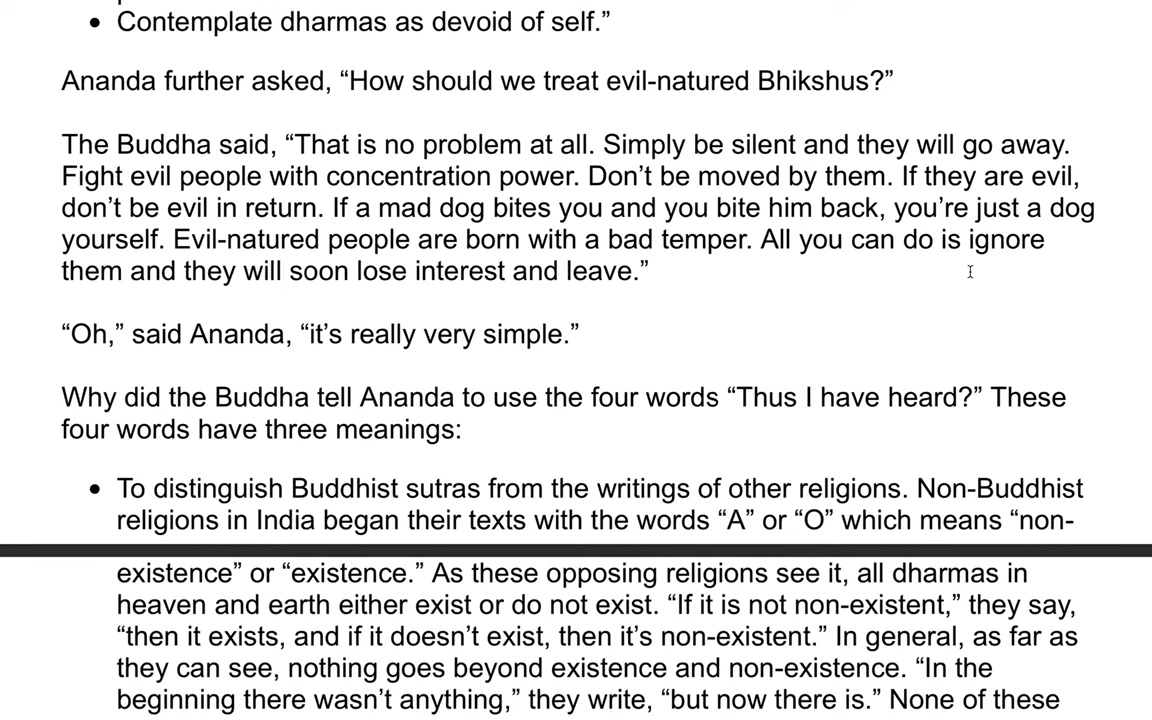 • Contemplate dharmas as devoid of self.”
Ananda further asked, “How should we treat evil-natured Bhikshus?”
The Buddha said, “That is no problem at all. Simply be silent and they will go away.
Fight evil people with concentration power. Don’t be moved by them. If they are evil,
don’t be evil in return. If a mad dog bites you and you bite him back, you’re just a dog
yourself. Evil-natured people are born with a bad temper. All you can do is ignore
them and they will soon lose interest and leave.”
“Oh,” said Ananda, “it’s really very simple.”
Why did the Buddha tell Ananda to use the four words “Thus I have heard?” These
four words have three meanings:
• To distinguish Buddhist sutras from the writings of other religions. Non-Buddhist
religions in India began their texts with the words “A” or “O” which means “non-
existence” or “existence.” As these opposing religions see it, all dharmas in
heaven and earth either exist or do not exist. “If it is not non-existent,” they say,
“then it exists, and if it doesn’t exist, then it’s non-existent.” In general, as far as
they can see, nothing goes beyond existence and non-existence. “In the
beginning there wasn’t anything,” they write, “but now there is.” None of these